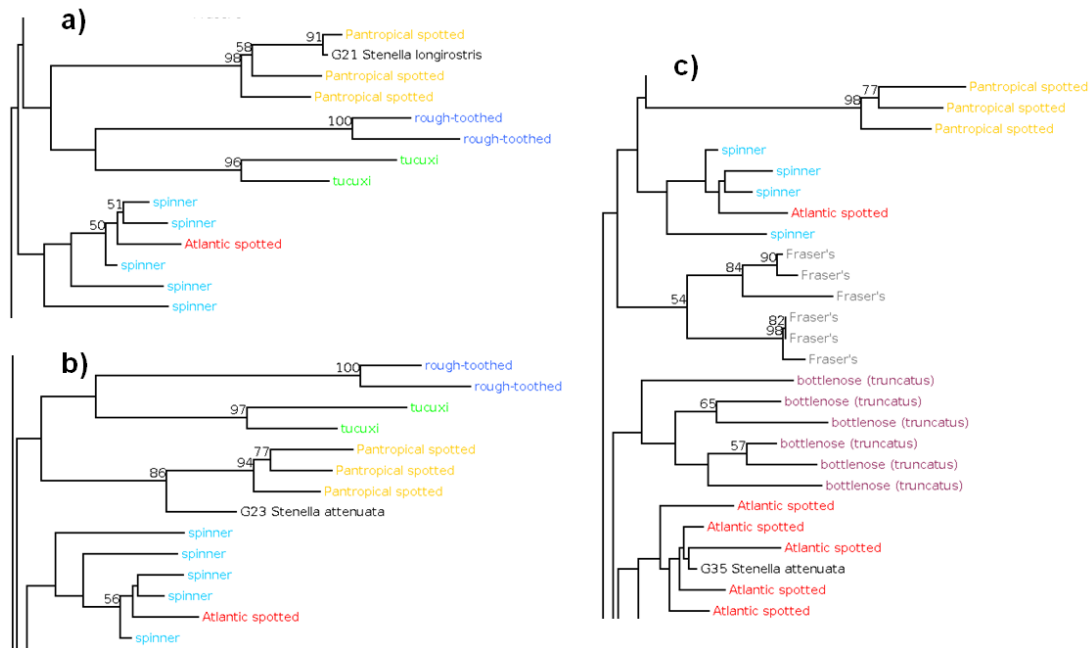 a)
91
Pantropical spotted
58
G21 Stenella longirostris
98
Pantropical spotted
Pantropical spotted
100
rough-toothed
rough-toothed
96
tucuxi
tucuxi
51
spinner
50
spinner
Atlantic spotted
spinner
spinner
spinner
b)
100
rough-toothed
rough-toothed
97
tucuxi
tucuxi
77
Pantropical spotted
86
94
Pantropical spotted
Pantropical spotted
G23 Stenella attenuata
spinner
spinner
spinner
56
spinner
Atlantic spotted
spinner
c)
77
Pantropical spotted
98
Pantropical spotted
Pantropical spotted
spinner
spinner
spinner
Atlantic spotted
spinner
90
Fraser's
84
Fraser's
54
Fraser's
82
Fraser's
98
Fraser's
Fraser's
bottlenose (truncatus)
65
bottlenose (truncatus)
bottlenose (truncatus)
57
bottlenose (truncatus)
bottlenose (truncatus)
bottlenose (truncatus)
Atlantic spotted
Atlantic spotted
Atlantic spotted
G35 Stenella attenuata
Atlantic spotted
Atlantic spotted